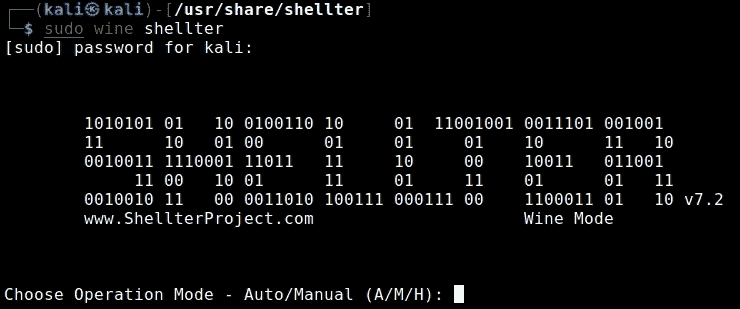 ┌──(kali㉿kali)-[/usr/share/shellter]
└─$ sudo wine shellter
[sudo] password for kali:
1010101 01   10 0100110 10     01  11001001 0011101 001001
11      10   01 00      01     01     01    10      11   10
0010011 1110001 11011   11     10     00    10011   011001
     11 00   10 01      11     01     11    01      01   11
0010010 11   00 0011010 100111 000111 00    1100011 01   10 v7.2
www.ShellterProject.com                     Wine Mode
Choose Operation Mode - Auto/Manual (A/M/H):